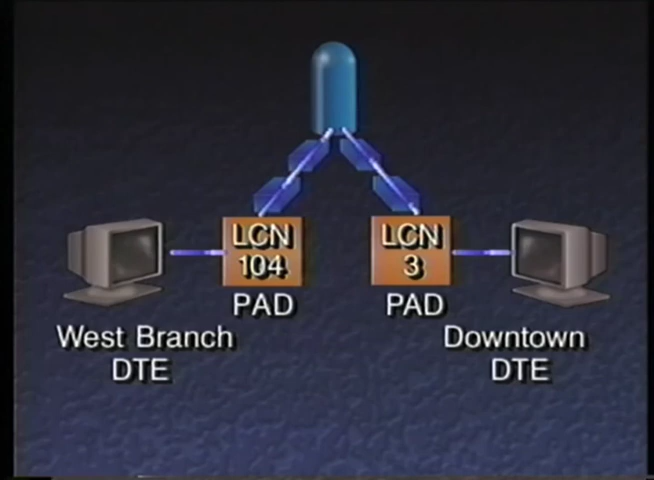 LCN
104
PAD
West Branch
DTE
LCN
3
PAD
Downtown
DTE